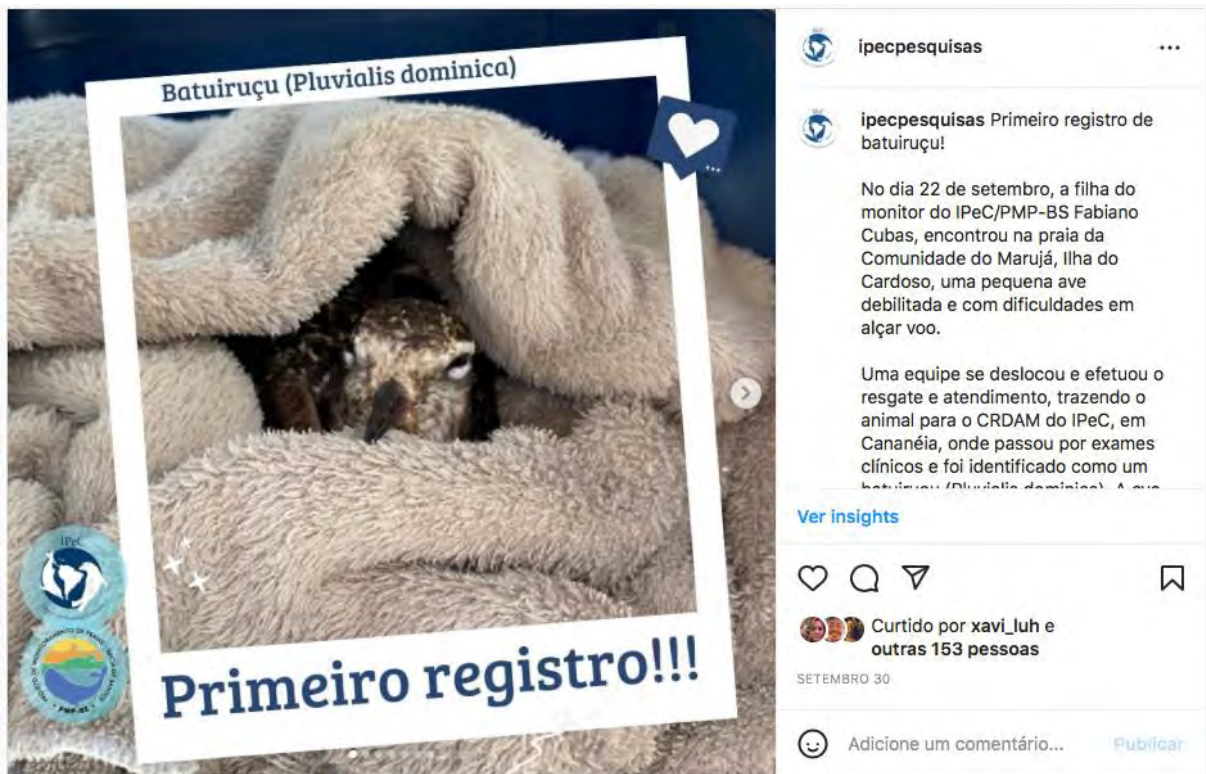 Batuiruçu (Pluvialis dominica)
IPeC
PMP-BS
Primeiro registro!!!
ipecpesquisas
ipecpesquisas Primeiro registro de
batuiruçu!
No dia 22 de setembro, a filha do
monitor do IPeC/PMP-BS Fabiano
Cubas, encontrou na praia da
Comunidade do Marujá, Ilha do
Cardoso, uma pequena ave
debilitada e com dificuldades em
alçar voo.
Uma equipe se deslocou e efetuou o
resgate e atendimento, trazendo o
animal para o CRDAM do IPeC, em
Cananéia, onde passou por exames
clínicos e foi identificado como um
batuiruçu (Pluvialis dominica). A ave
Ver insights
Curtido por xavi_luh e
outras 153 pessoas
SETEMBRO 30
Adicione um comentário... Publicar